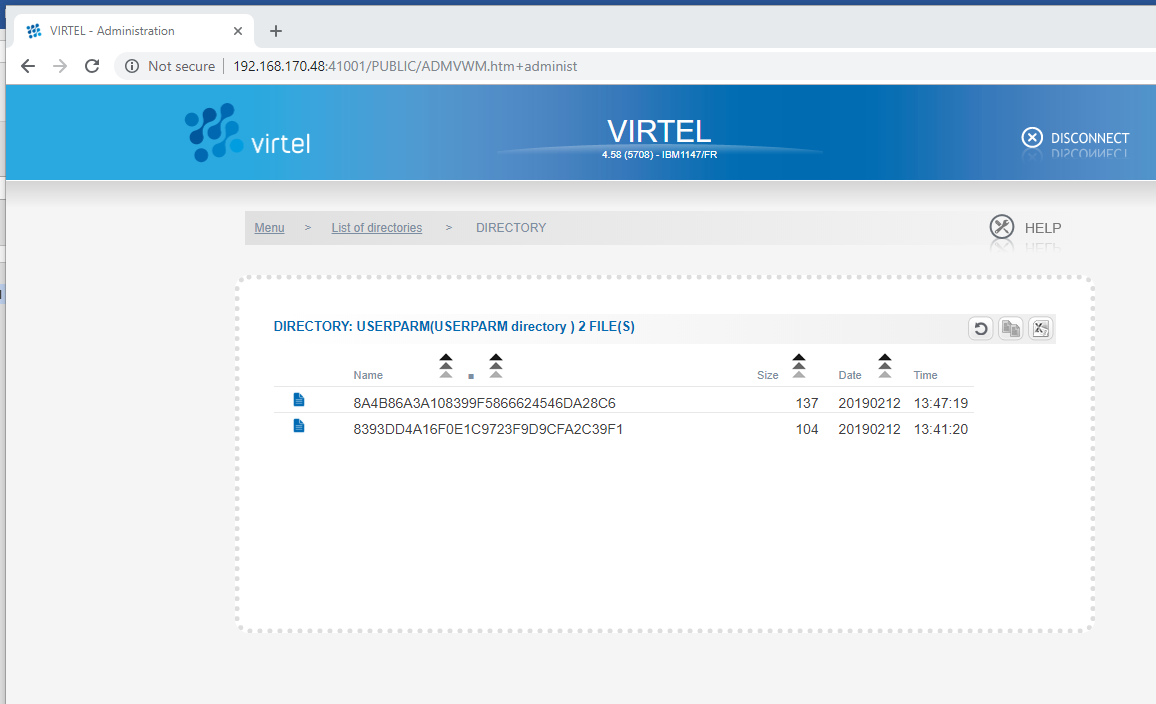 VIRTEL - Administration
Not secure | 192.168.170.48:41001/PUBLIC/ADMVWM.htm+administ
virtel
VIRTEL
4.58 (5708) - IBM1147/FR
DISCONNECT
Menu > List of directories > DIRECTORY
HELP
DIRECTORY: USERPARM(USERPARM directory ) 2 FILE(S)
Name . Size Date Time
8A4B86A3A108399F5866624546DA28C6 137 20190212 13:47:19
8393DD4A16F0E1C9723F9D9CFA2C39F1 104 20190212 13:41:20